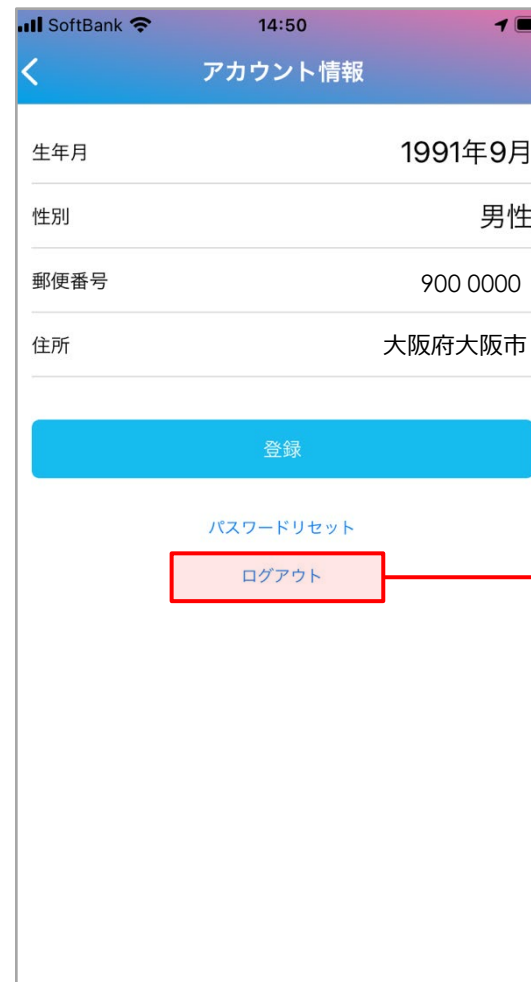 SoftBank 14:50
アカウント情報
生年月 1991年9月
性別 男性
郵便番号 900 0000
住所 大阪府大阪市
登録
パスワードリセット
ログアウト